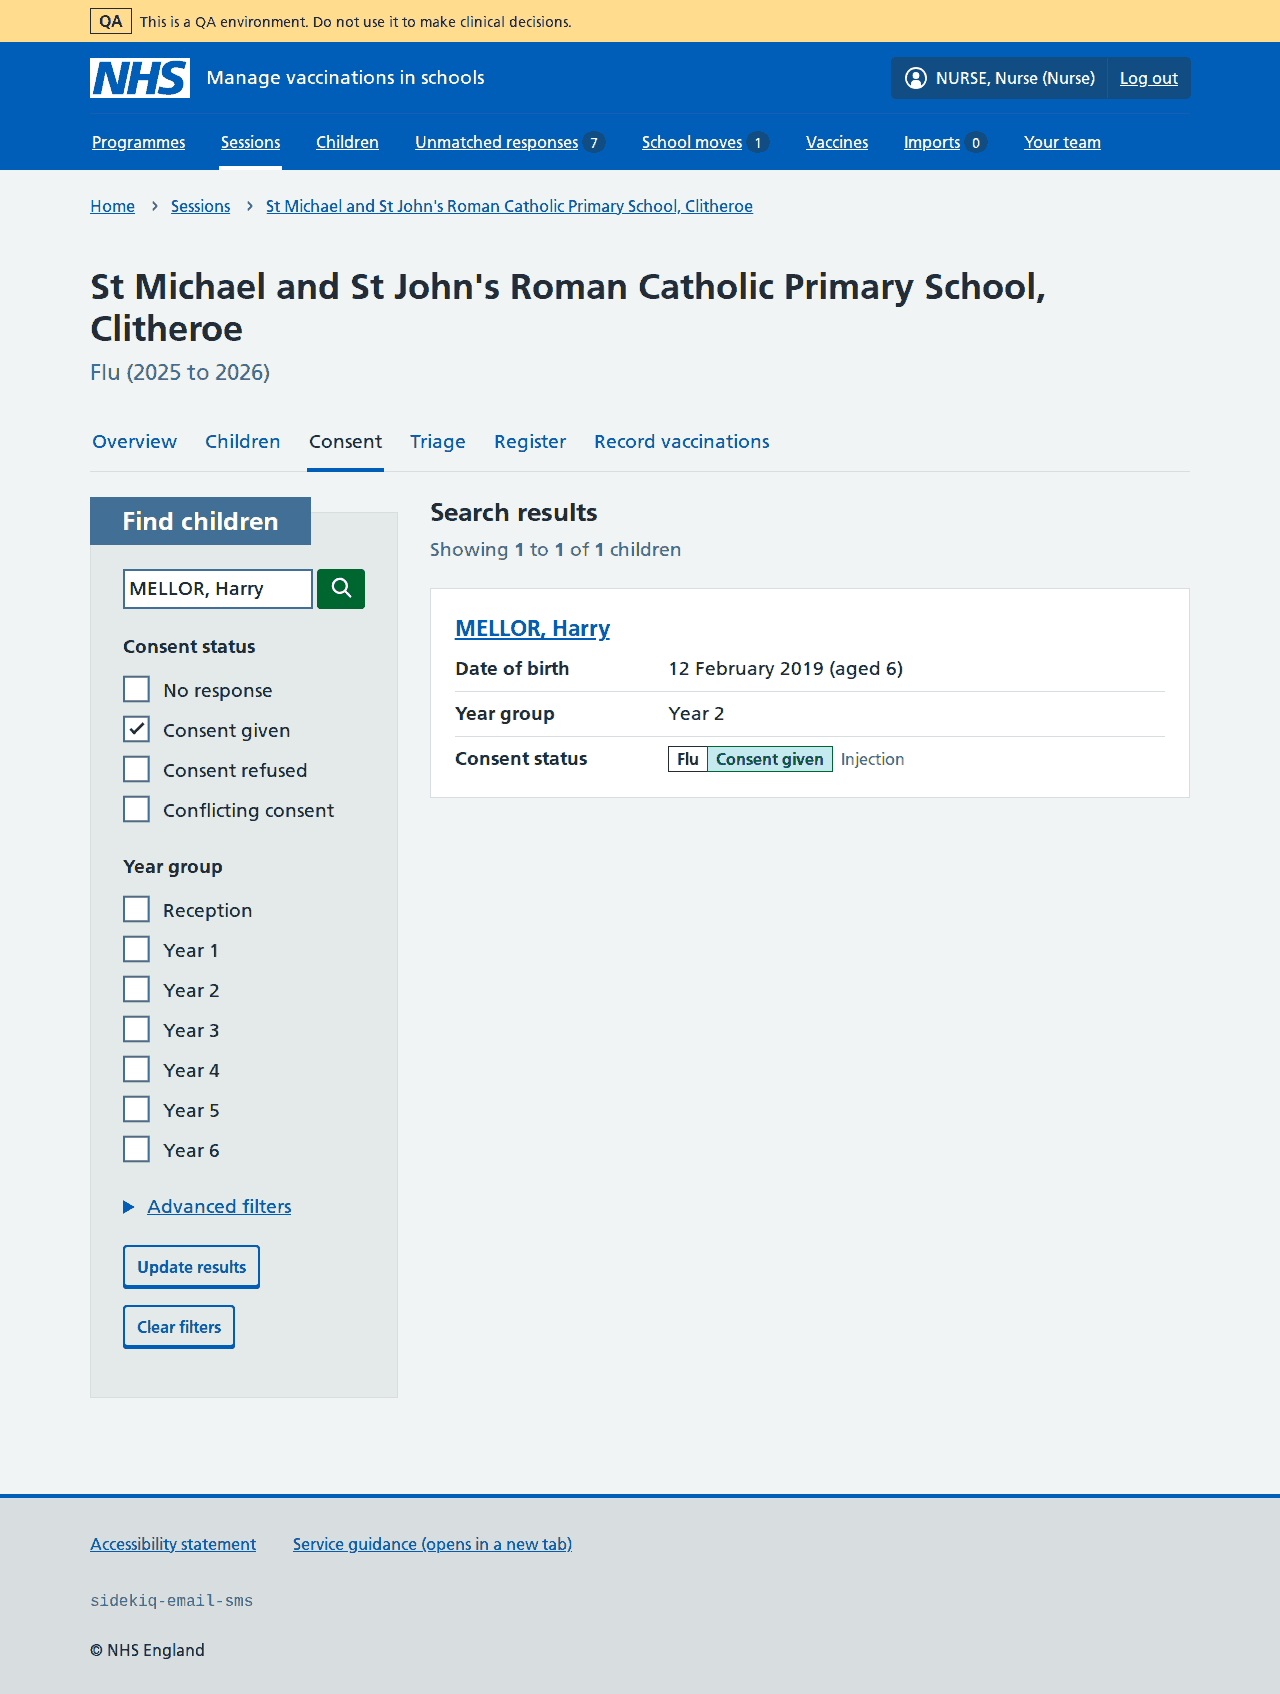 QA This is a QA environment. Do not use it to make clinical decisions.
NHS Manage vaccinations in schools NURSE, Nurse (Nurse) Log out
Programmes Sessions Children Unmatched responses 7 School moves 1 Vaccines Imports 0 Your team
Home Sessions St Michael and St John's Roman Catholic Primary School, Clitheroe
St Michael and St John's Roman Catholic Primary School,
Clitheroe
Flu (2025 to 2026)
Overview Children Consent Triage Register Record vaccinations
Find children
MELLOR, Harry
Consent status
No response
Consent given
Consent refused
Conflicting consent
Year group
Reception
Year 1
Year 2
Year 3
Year 4
Year 5
Year 6
Advanced filters
Update results
Clear filters
Search results
Showing 1 to 1 of 1 children
MELLOR, Harry
Date of birth 12 February 2019 (aged 6)
Year group Year 2
Consent status Flu Consent given Injection
Accessibility statement Service guidance (opens in a new tab)
sidekiq-email-sms
© NHS England